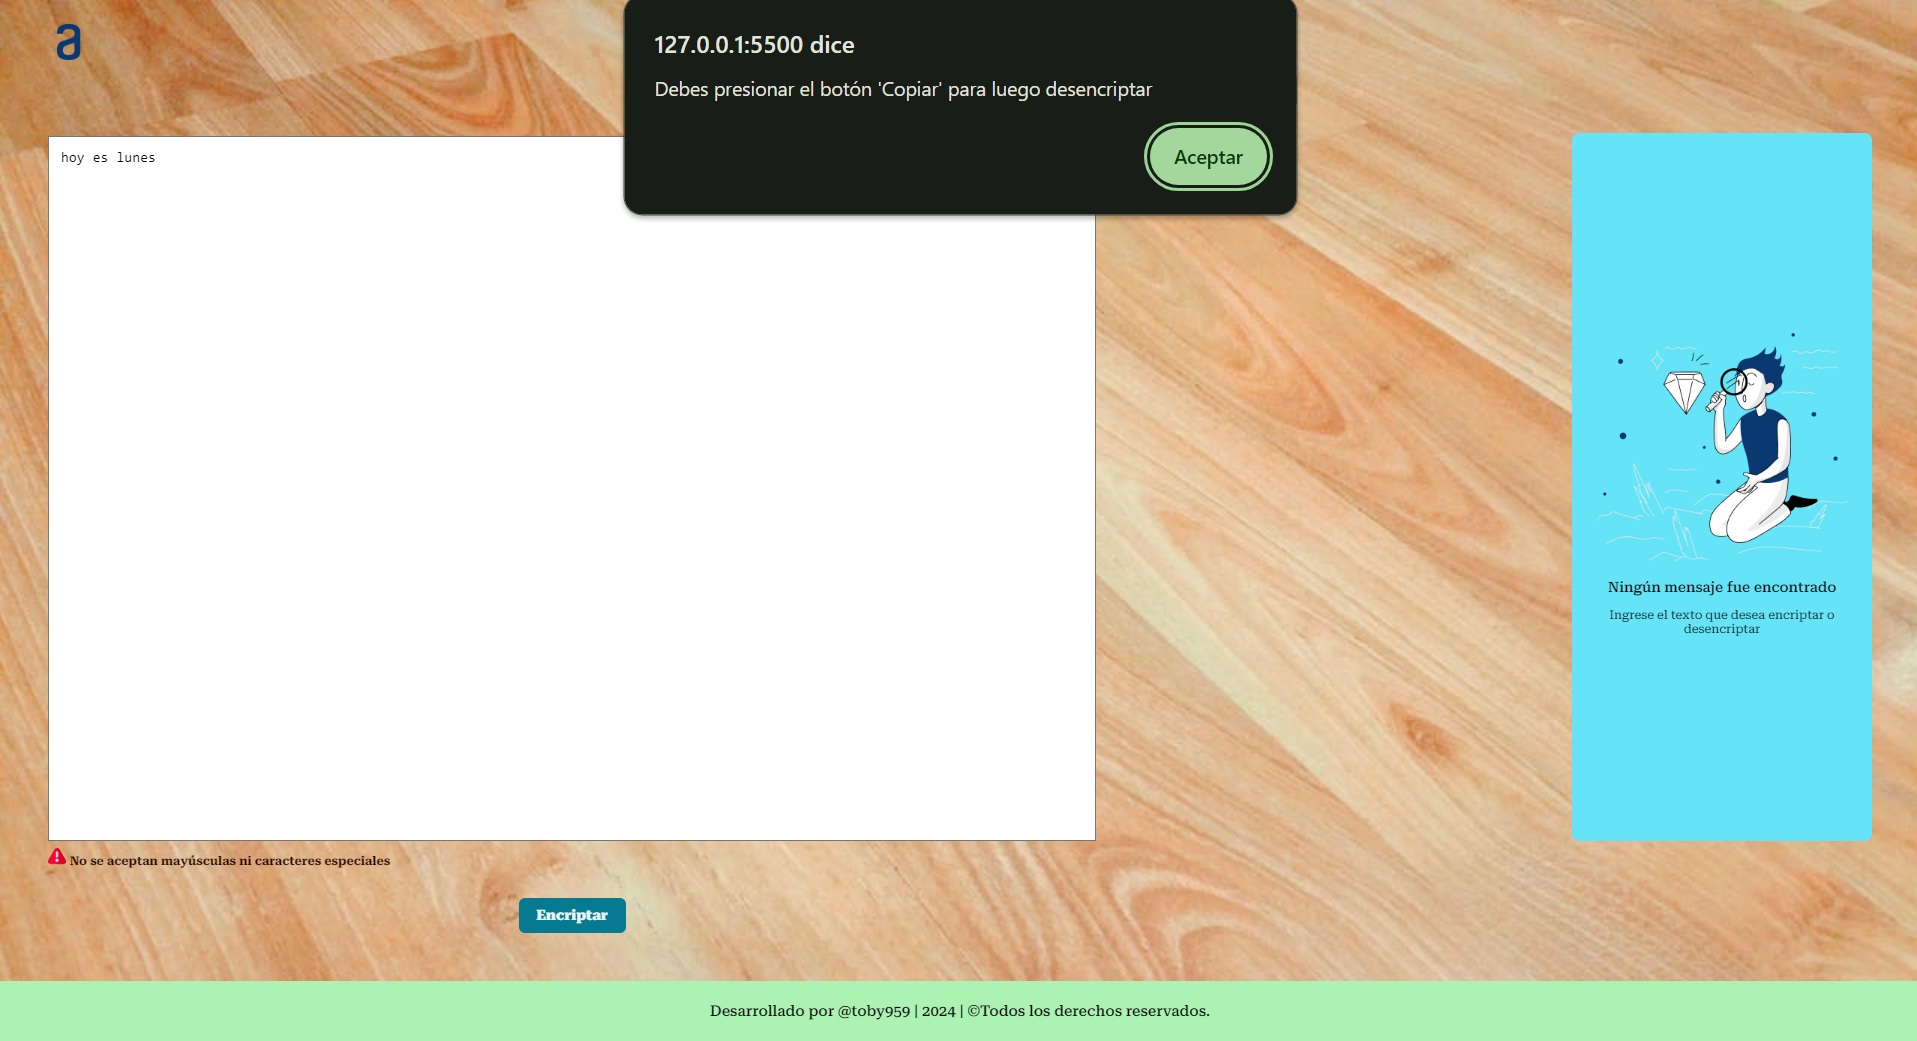 a
127.0.0.1:5500 dice
Debes presionar el botón 'Copiar' para luego desencriptar
Aceptar
hoy es lunes
Ningún mensaje fue encontrado
Ingrese el texto que desea encriptar o
desencriptar
No se aceptan mayúsculas ni caracteres especiales
Encriptar
Desarrollado por @toby959 | 2024 | ©Todos los derechos reservados.